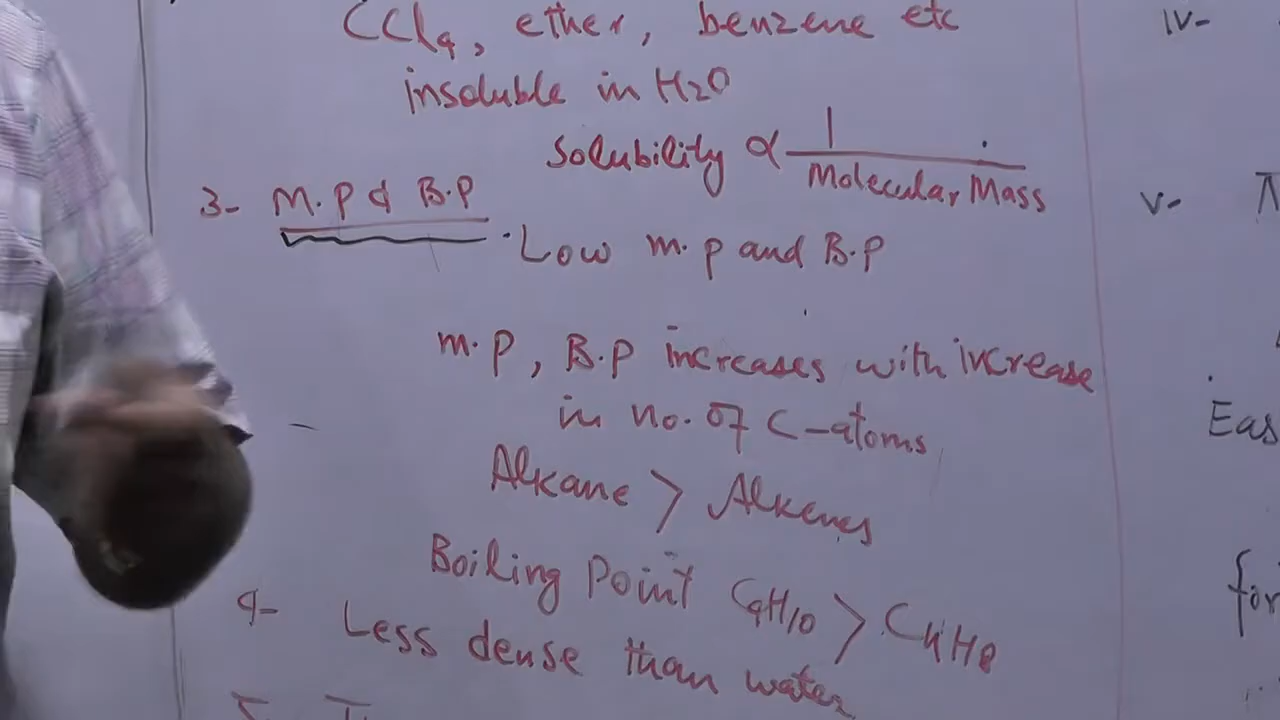 CCl4, ether, benzene etc
insoluble in H2O
Solubility ∝ 1 / Molecular Mass
3- M.P & B.P
. Low m.p and B.P
m.P, B.P increases with increase
in no. of C-atoms
Alkane > Alkenes
Boiling Point C4H10 > C4H8
4- Less dense than water
5-
iv-
v-
Eas
for